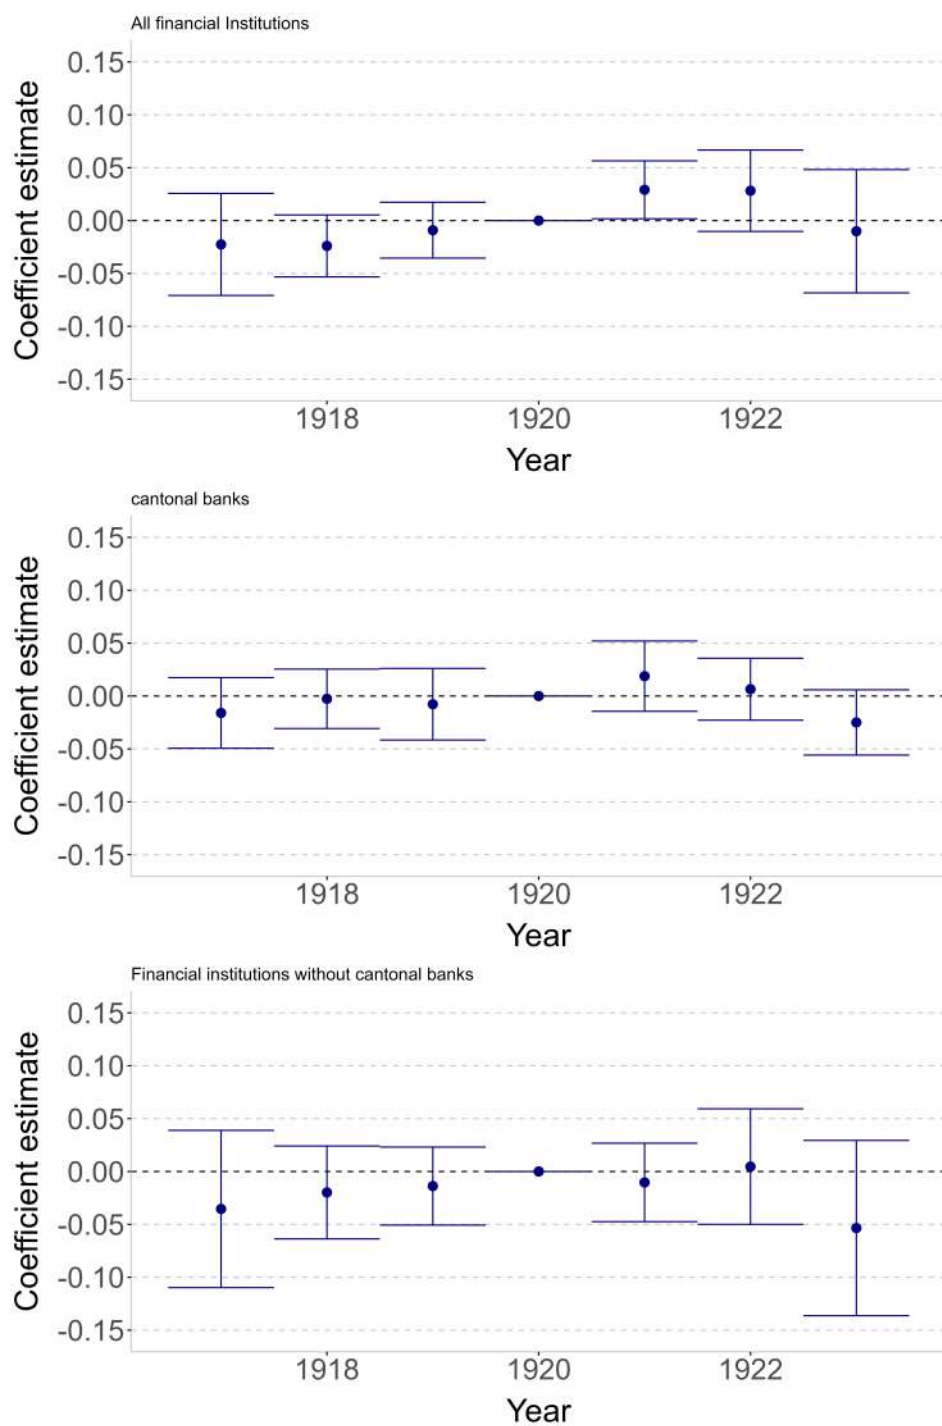 All financial Institutions
Coefficient estimate
0.15
0.10
0.05
0.00
-0.05
-0.10
-0.15
1918 1920 1922
Year
cantonal banks
Coefficient estimate
0.15
0.10
0.05
0.00
-0.05
-0.10
-0.15
1918 1920 1922
Year
Financial institutions without cantonal banks
Coefficient estimate
0.15
0.10
0.05
0.00
-0.05
-0.10
-0.15
1918 1920 1922
Year